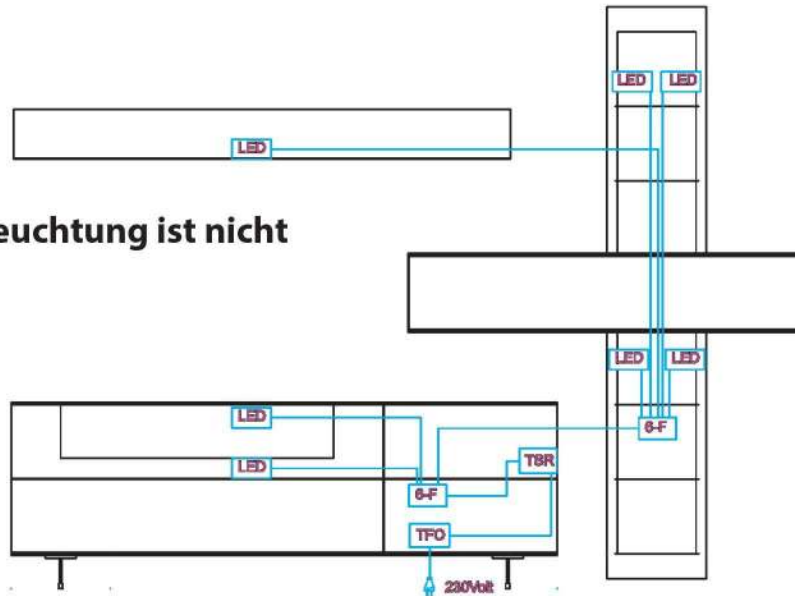 LED LED
LED
euchtung ist nicht
LED LED
LED
6-F
LED
TSR
6-F
TFO
230Volt